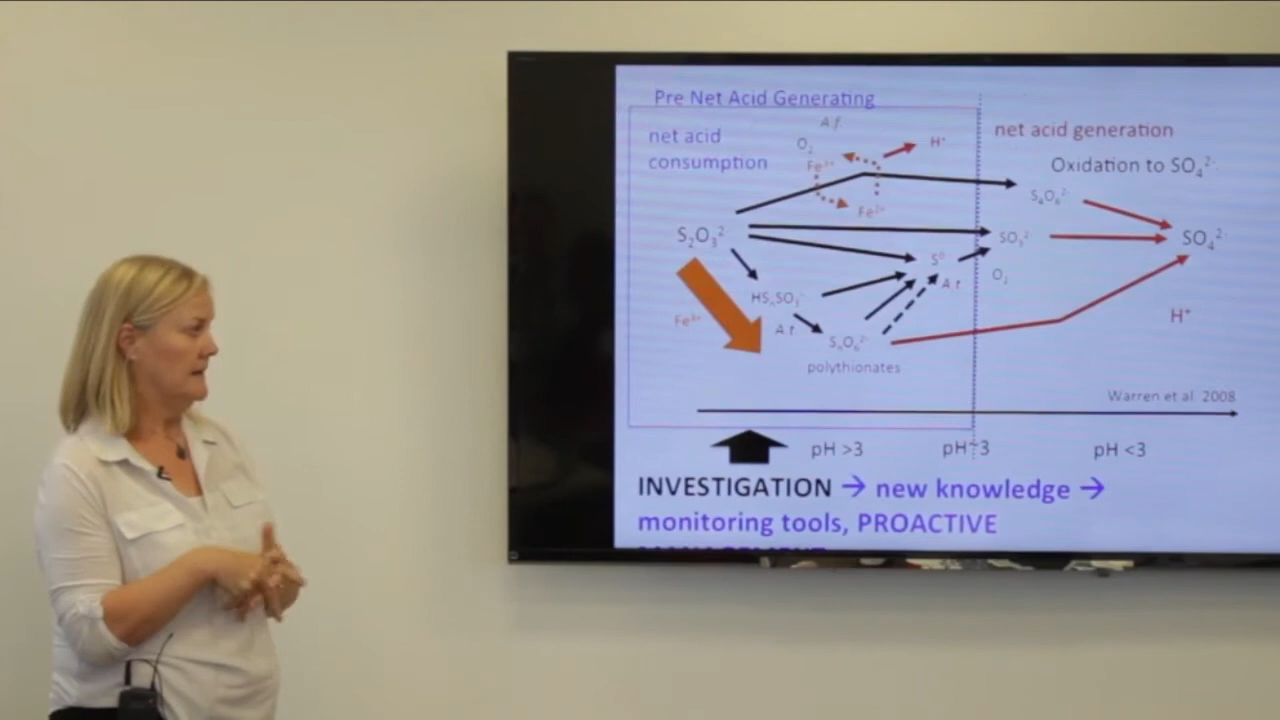 Pre Net Acid Generating
net acid
consumption
A.f.
O₂
H⁺
Fe³⁺
Fe²⁺
net acid generation
Oxidation to SO₄²⁻
S₄O₆²⁻
S₂O₃²⁻
SO₃²⁻
SO₄²⁻
S⁰
A.t.
O₂
HSₓSO₃⁻
Fe³⁺
A.t.
SₓO₆²⁻
polythionates
H⁺
Warren et al. 2008
pH >3
pH~3
pH <3
INVESTIGATION → new knowledge →
monitoring tools, PROACTIVE